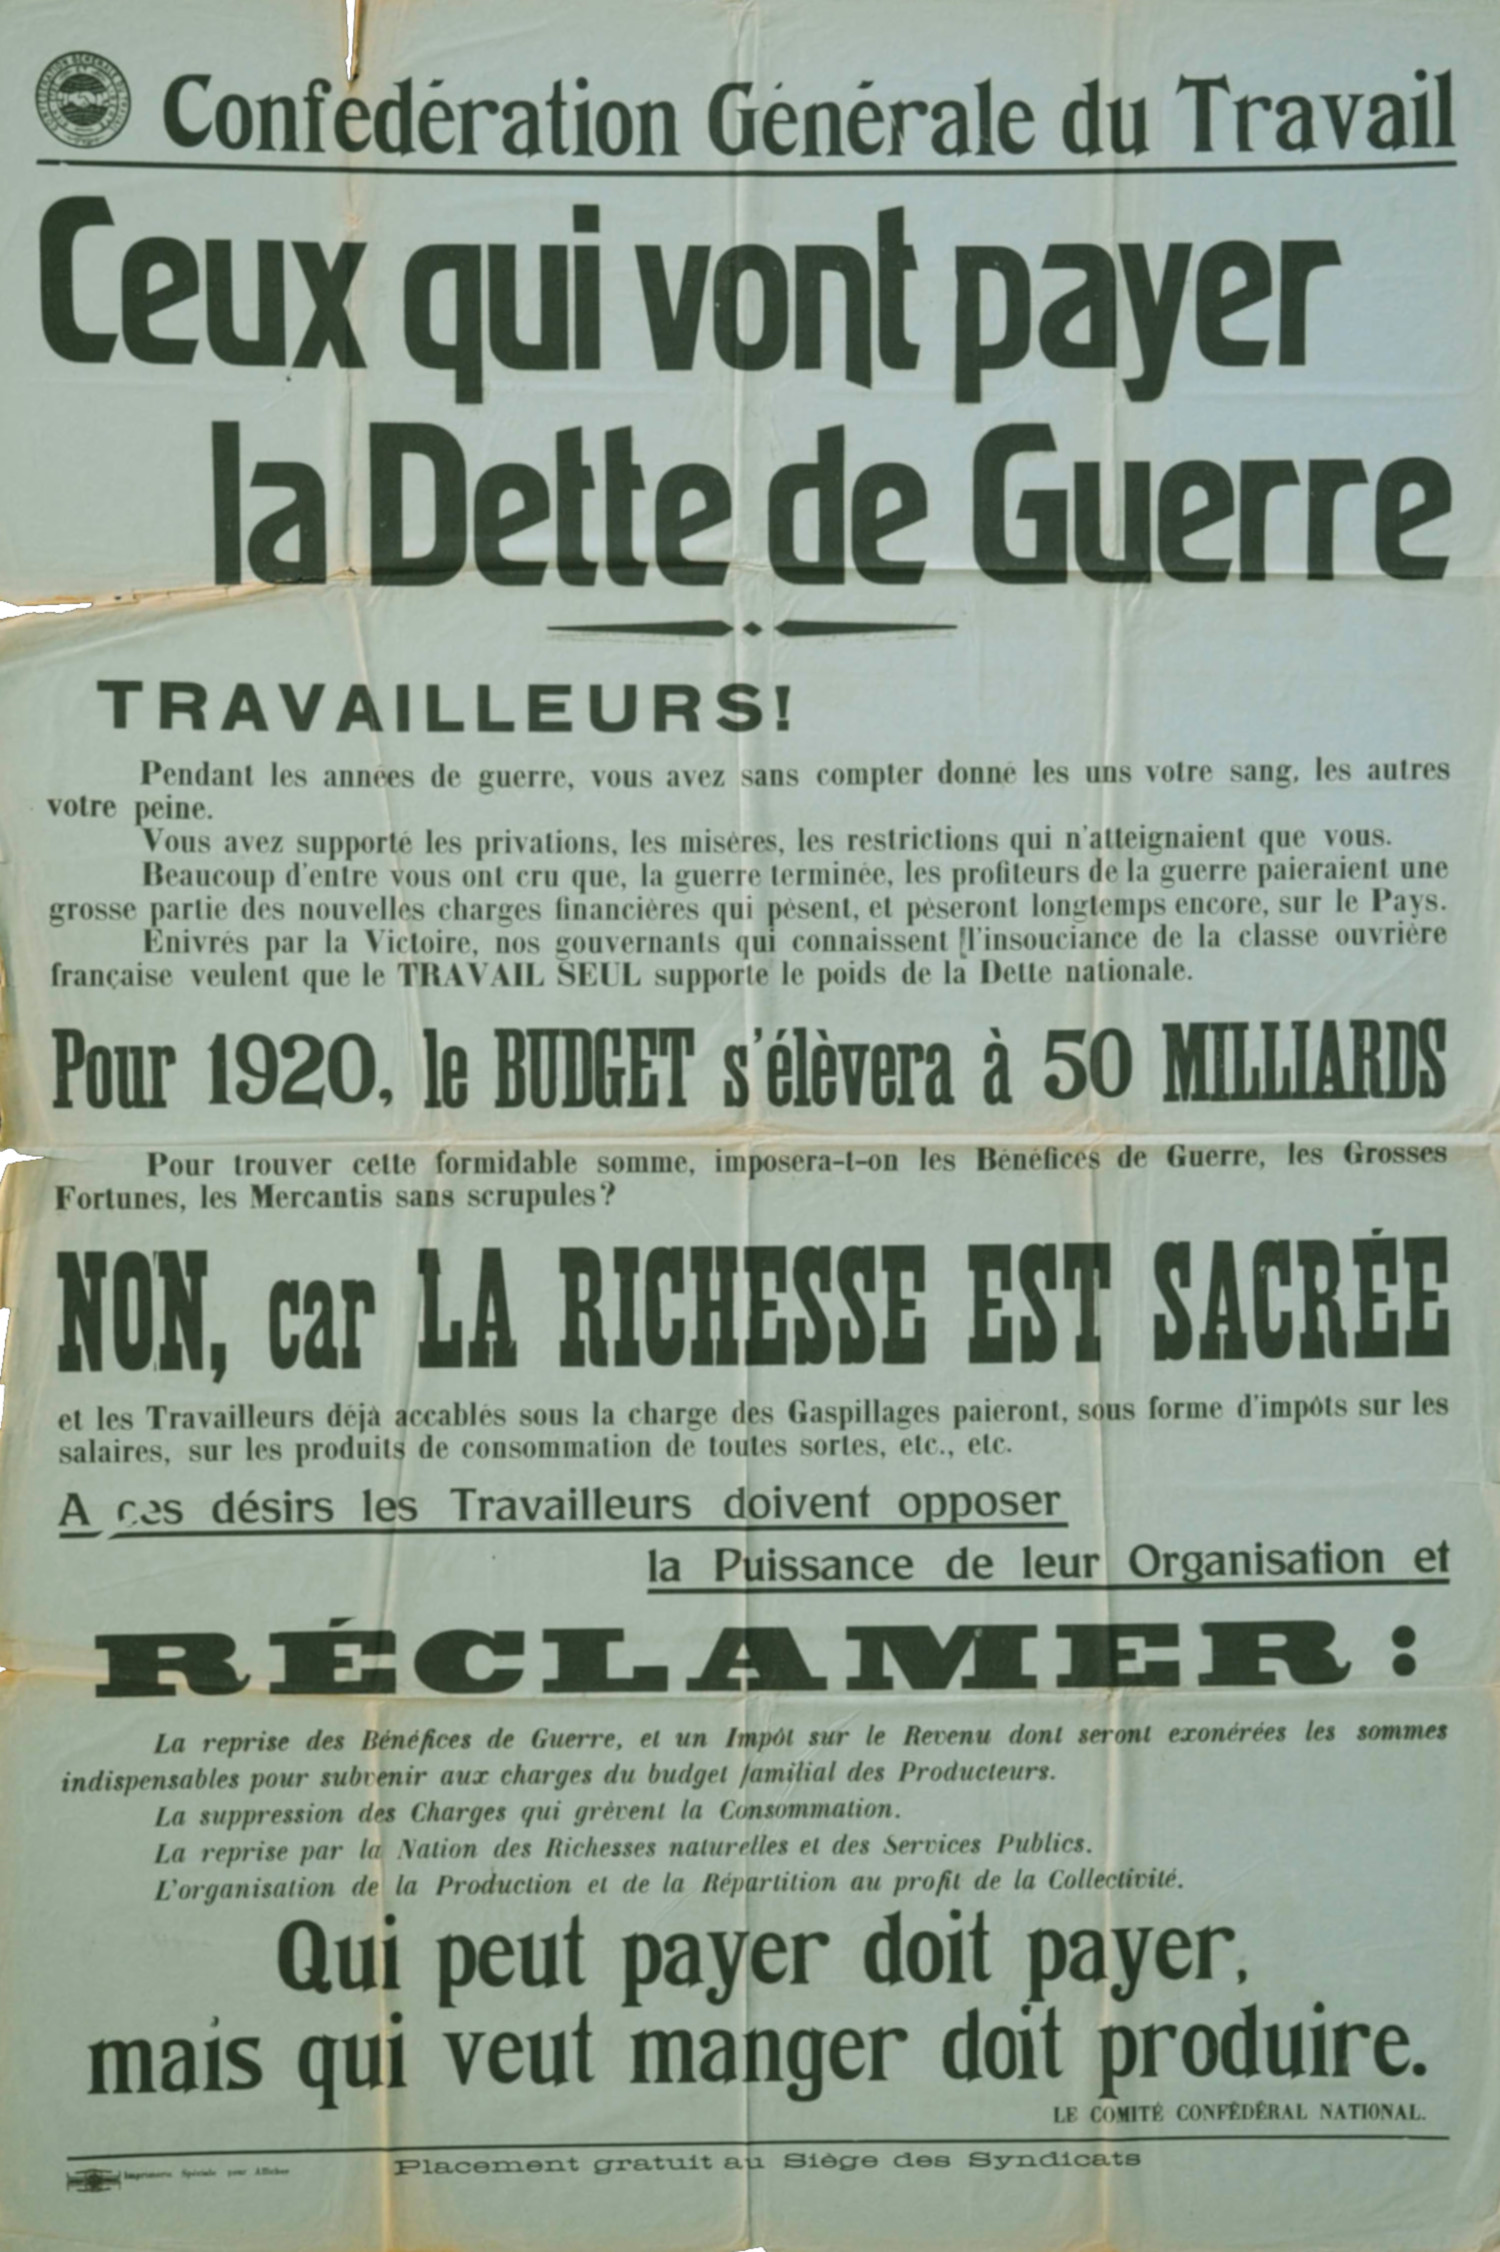 Confédération Générale du Travail
Ceux qui vont payer
la Dette de Guerre
TRAVAILLEURS!
Pendant les années de guerre, vous avez sans compter donné les uns votre sang, les autres
votre peine.
Vous avez supporté les privations, les misères, les restrictions qui n'atteignaient que vous.
Beaucoup d'entre vous ont cru que, la guerre terminée, les profiteurs de la guerre paieraient une
grosse partie des nouvelles charges financières qui pèsent, et pèseront longtemps encore, sur le Pays.
Enivrés par la Victoire, nos gouvernants qui connaissent l'insouciance de la classe ouvrière
française veulent que le TRAVAIL SEUL supporte le poids de la Dette nationale.
Pour 1920, le BUDGET s'élèvera à 50 MILLIARDS
Pour trouver cette formidable somme, imposera-t-on les Bénéfices de Guerre, les Grosses
Fortunes, les Mercantis sans scrupules?
NON, car LA RICHESSE EST SACRÉE
et les Travailleurs déjà accablés sous la charge des Gaspillages paieront, sous forme d'impôts sur les
salaires, sur les produits de consommation de toutes sortes, etc., etc.
A ces désirs les Travailleurs doivent opposer
la Puissance de leur Organisation et
RÉCLAMER :
La reprise des Bénéfices de Guerre, et un Impôt sur le Revenu dont seront exonérées les sommes
indispensables pour subvenir aux charges du budget familial des Producteurs.
La suppression des Charges qui grèvent la Consommation.
La reprise par la Nation des Richesses naturelles et des Services Publics.
L'organisation de la Production et de la Répartition au profit de la Collectivité.
Qui peut payer doit payer,
mais qui veut manger doit produire.
LE COMITÉ CONFÉDÉRAL NATIONAL.
Imprimerie Spéciale pour Affiches
Placement gratuit au Siège des Syndicats